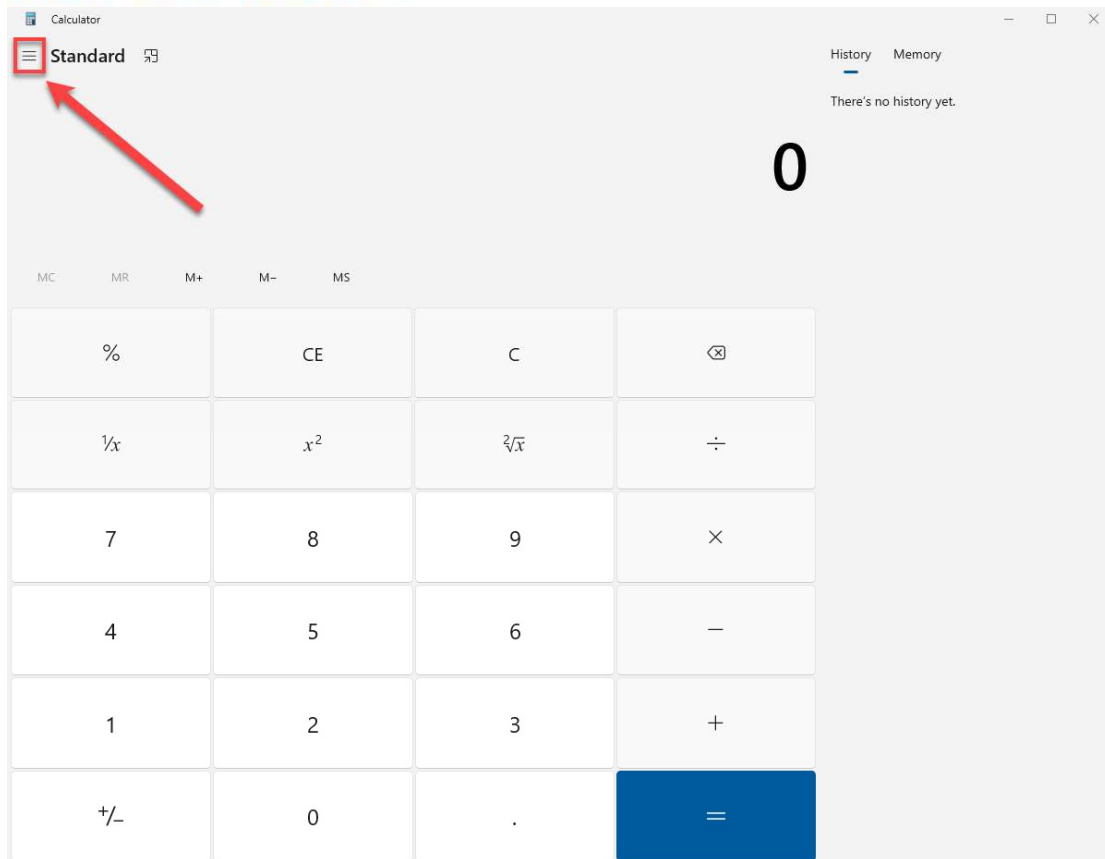 Calculator
Standard
History Memory
There's no history yet.
0
MC MR M+ M− MS
% CE C
¹⁄x x² ²√x ÷
7 8 9 ×
4 5 6 −
1 2 3 +
+/− 0 . =